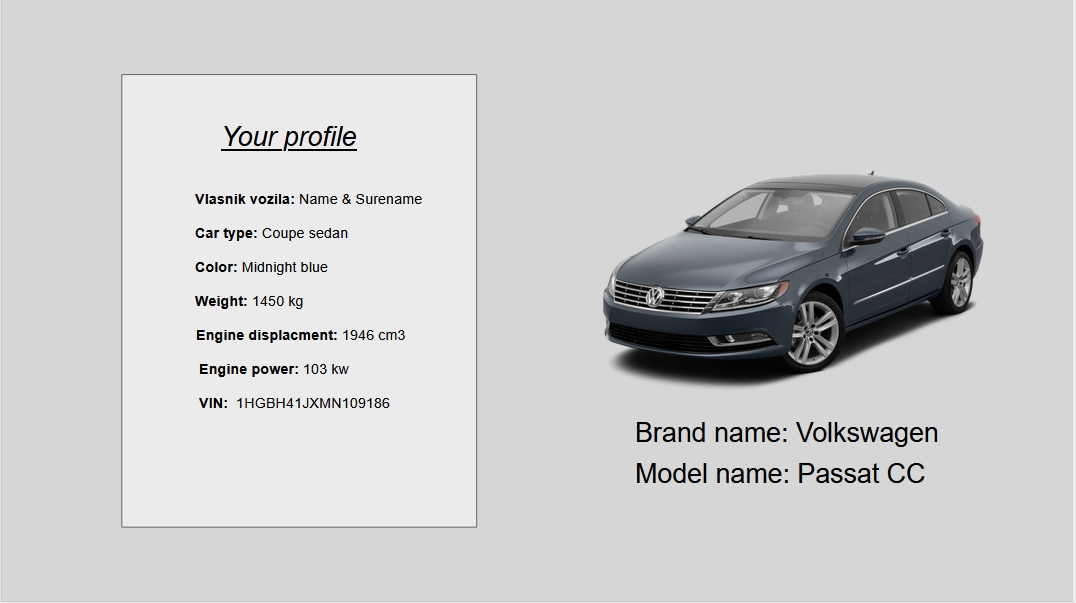 Your profile
Vlasnik vozila: Name & Surename
Car type: Coupe sedan
Color: Midnight blue
Weight: 1450 kg
Engine displacment: 1946 cm3
Engine power: 103 kw
VIN: 1HGBH41JXMN109186
Brand name: Volkswagen
Model name: Passat CC